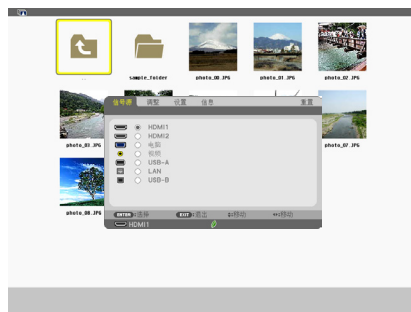 ..
sample_folder
photo_00.JPG
photo_01.JPG
photo_02.JPG
信号源 调整 设置 信息 重置
HDMI1
HDMI2
电脑
视频
USB-A
LAN
USB-B
photo_03.JPG
photo_07.JPG
photo_08.JPG
ENTER:选择 EXIT:退出 :移动 :移动
HDMI1